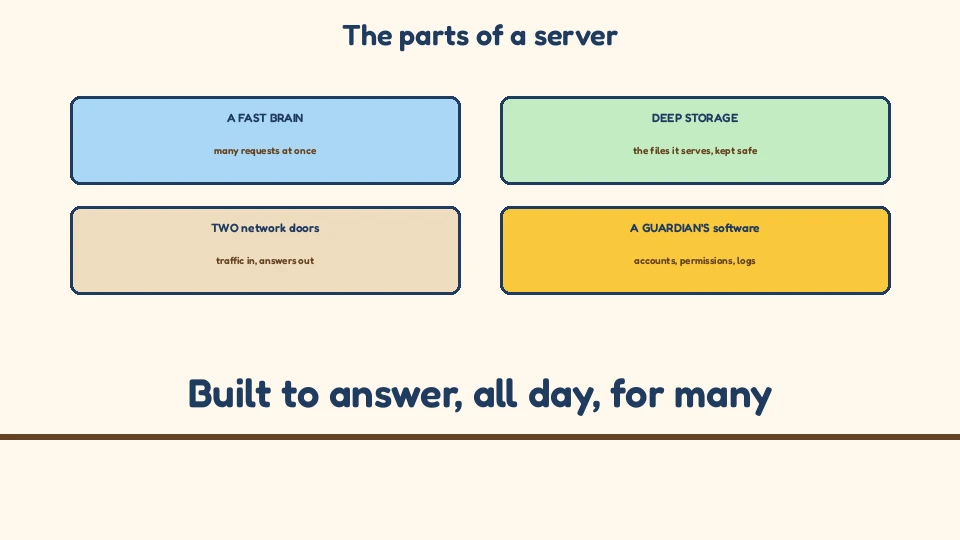 The parts of a server
A FAST BRAIN
many requests at once
DEEP STORAGE
the files it serves, kept safe
TWO network doors
traffic in, answers out
A GUARDIAN'S software
accounts, permissions, logs
Built to answer, all day, for many